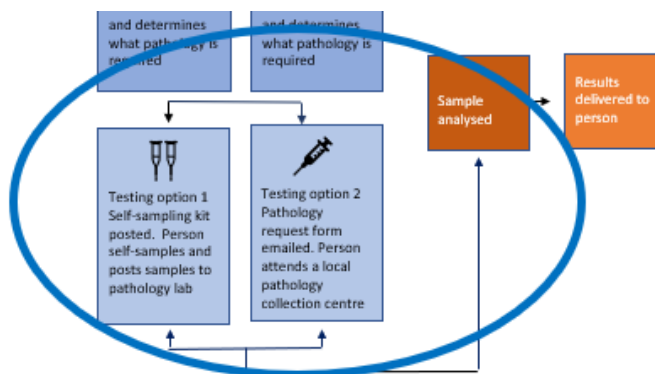 and determines
what pathology is
required
and determines
what pathology is
required
Sample
analysed
Results
delivered to
person
Testing option 1
Self-sampling kit
posted. Person
self-samples and
posts samples to
pathology lab
Testing option 2
Pathology
request form
emailed. Person
attends a local
pathology
collection centre